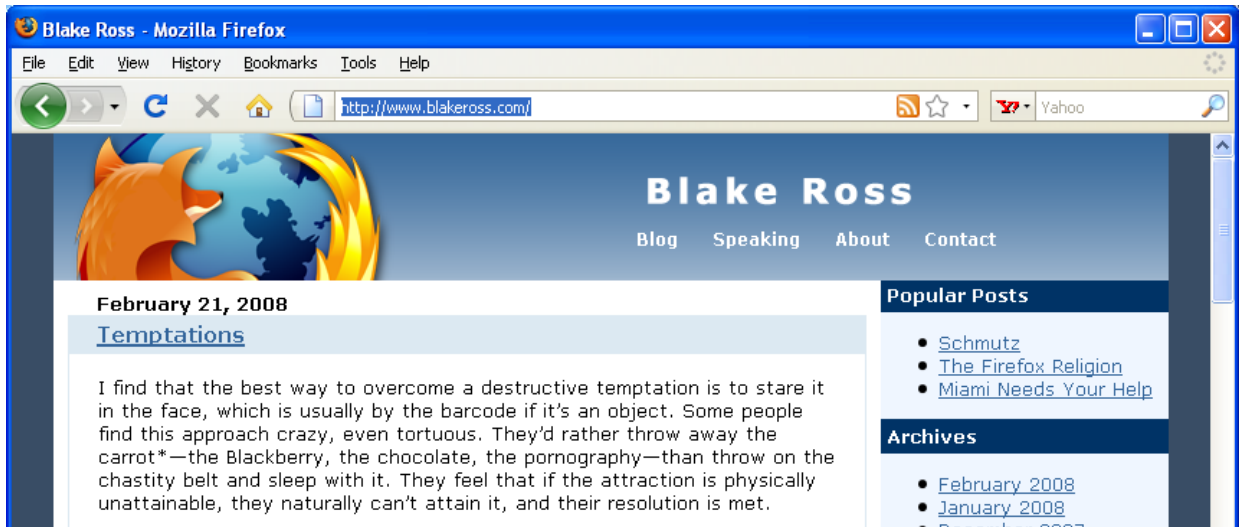 Blake Ross - Mozilla Firefox
File Edit View History Bookmarks Tools Help
http://www.blakeross.com/
Y! Yahoo
Blake Ross
Blog Speaking About Contact
February 21, 2008
Temptations
I find that the best way to overcome a destructive temptation is to stare it
in the face, which is usually by the barcode if it's an object. Some people
find this approach crazy, even tortuous. They'd rather throw away the
carrot*—the Blackberry, the chocolate, the pornography—than throw on the
chastity belt and sleep with it. They feel that if the attraction is physically
unattainable, they naturally can't attain it, and their resolution is met.
Popular Posts
Schmutz
The Firefox Religion
Miami Needs Your Help
Archives
February 2008
January 2008